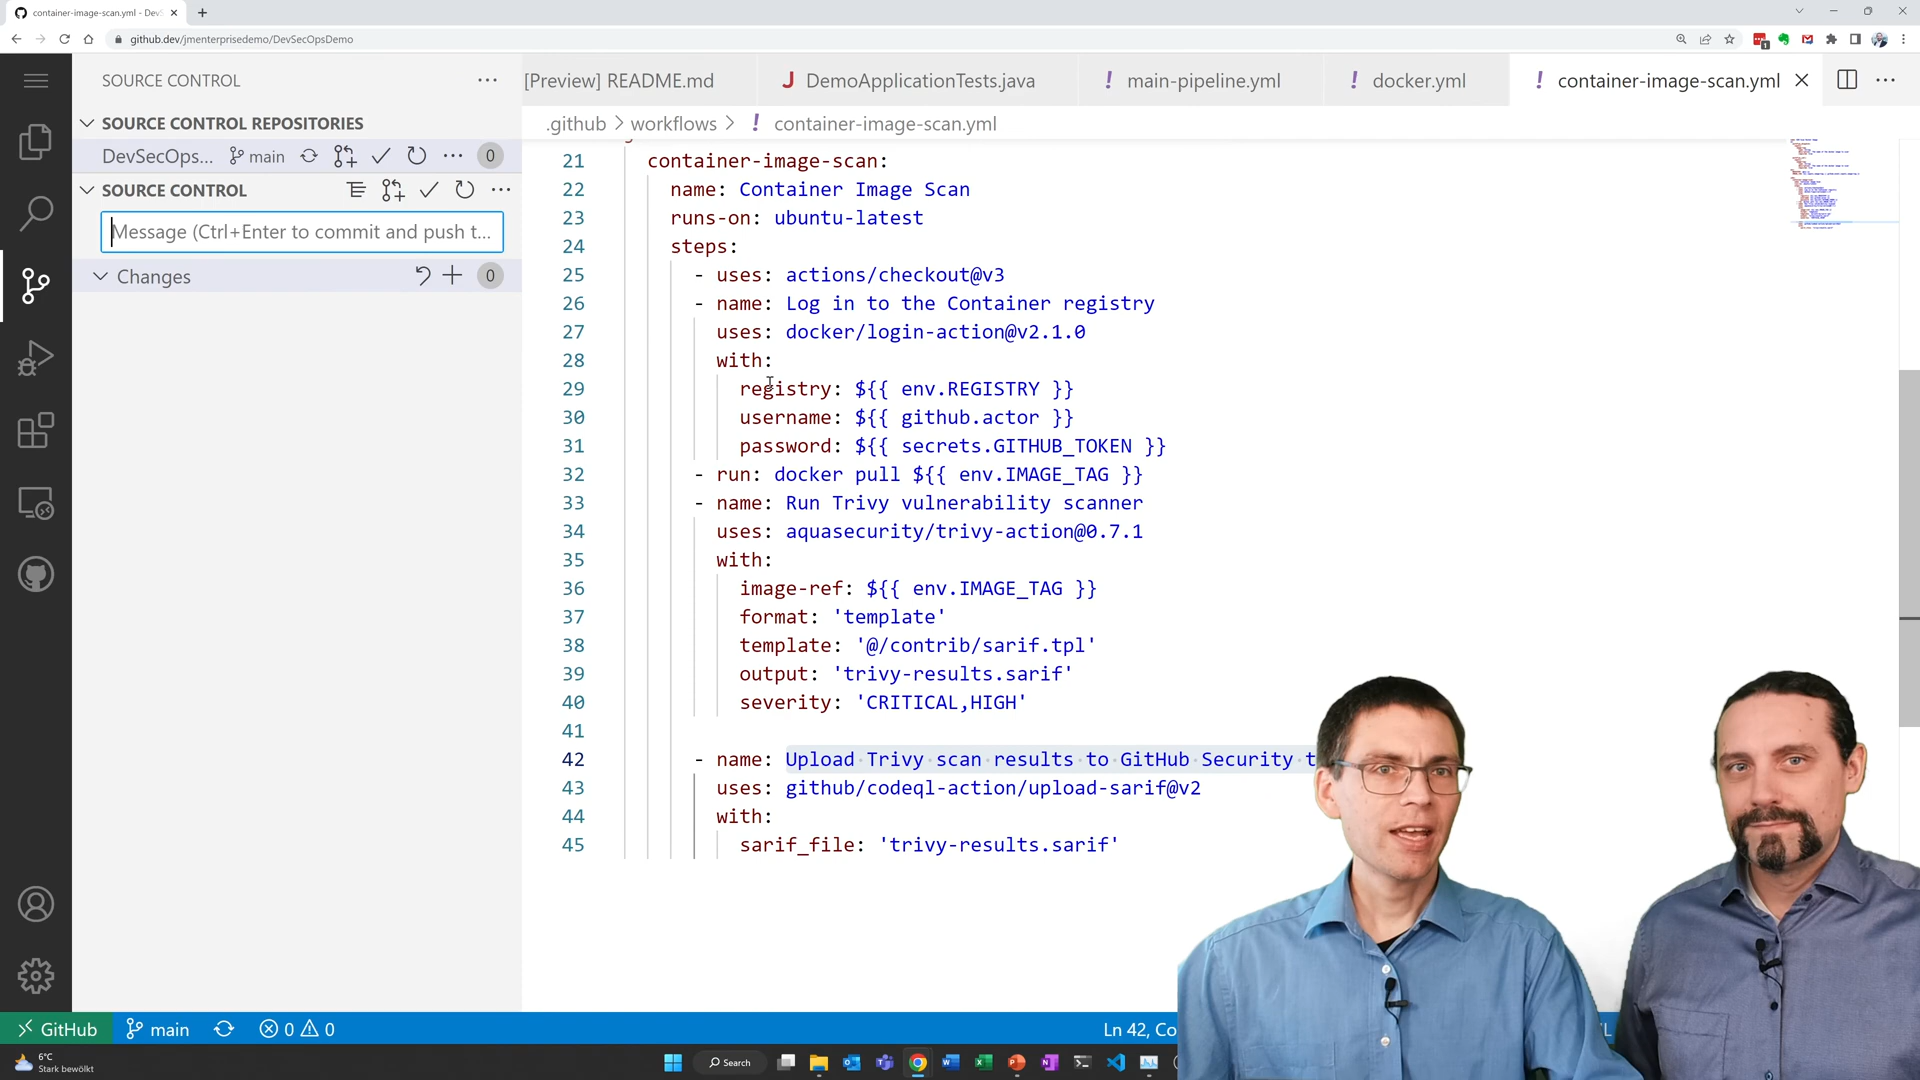 container-image-scan.yml - Dev
github.dev/jmenterprisedemo/DevSecOpsDemo
SOURCE CONTROL
[Preview] README.md
J DemoApplicationTests.java
! main-pipeline.yml
! docker.yml
! container-image-scan.yml
SOURCE CONTROL REPOSITORIES
DevSecOps... main 0
SOURCE CONTROL
Message (Ctrl+Enter to commit and push t...
Changes 0
.github > workflows > ! container-image-scan.yml
21 container-image-scan:
22 name: Container Image Scan
23 runs-on: ubuntu-latest
24 steps:
25 - uses: actions/checkout@v3
26 - name: Log in to the Container registry
27 uses: docker/login-action@v2.1.0
28 with:
29 registry: ${{ env.REGISTRY }}
30 username: ${{ github.actor }}
31 password: ${{ secrets.GITHUB_TOKEN }}
32 - run: docker pull ${{ env.IMAGE_TAG }}
33 - name: Run Trivy vulnerability scanner
34 uses: aquasecurity/trivy-action@0.7.1
35 with:
36 image-ref: ${{ env.IMAGE_TAG }}
37 format: 'template'
38 template: '@/contrib/sarif.tpl'
39 output: 'trivy-results.sarif'
40 severity: 'CRITICAL,HIGH'
41
42 - name: Upload Trivy scan results to GitHub Security t
43 uses: github/codeql-action/upload-sarif@v2
44 with:
45 sarif_file: 'trivy-results.sarif'
GitHub main 0 0 Ln 42, Co
6°C
Stark bewölkt
Search